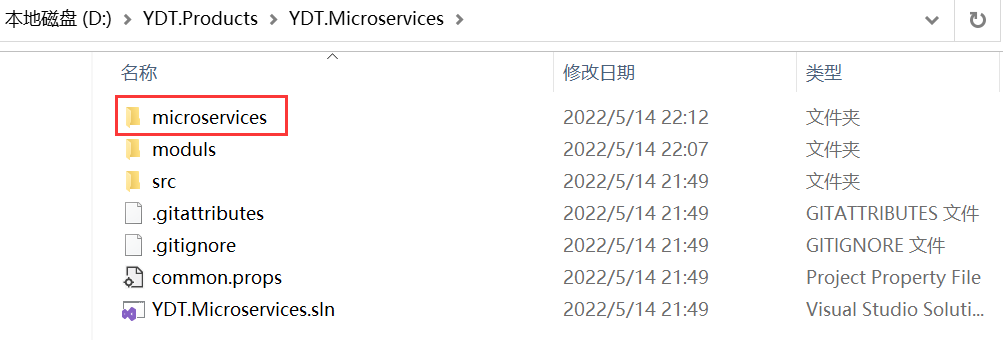 本地磁盘 (D:) YDT.Products YDT.Microservices
名称 修改日期 类型
microservices 2022/5/14 22:12 文件夹
moduls 2022/5/14 22:07 文件夹
src 2022/5/14 21:49 文件夹
.gitattributes 2022/5/14 21:49 GITATTRIBUTES 文件
.gitignore 2022/5/14 21:49 GITIGNORE 文件
common.props 2022/5/14 21:49 Project Property File
YDT.Microservices.sln 2022/5/14 21:49 Visual Studio Soluti...